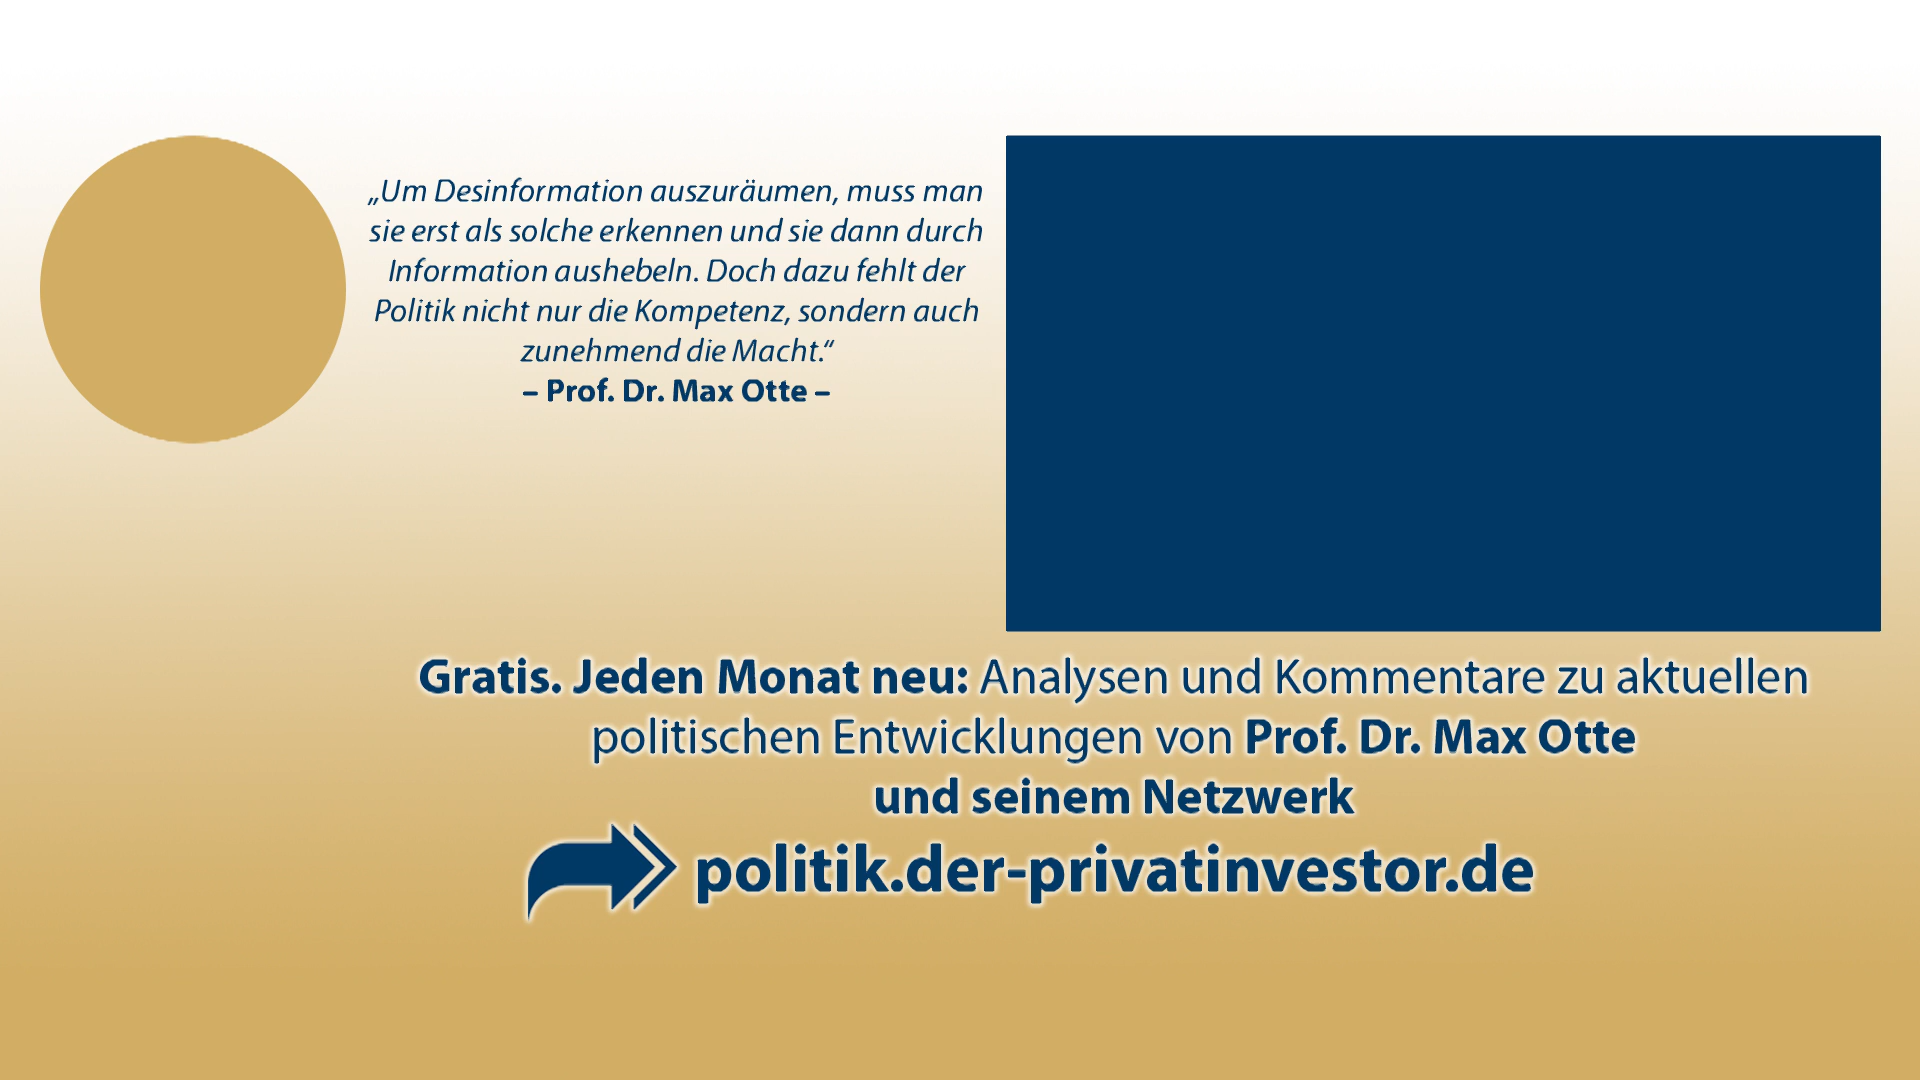 „Um Desinformation auszuräumen, muss man
sie erst als solche erkennen und sie dann durch
Information aushebeln. Doch dazu fehlt der
Politik nicht nur die Kompetenz, sondern auch
zunehmend die Macht.“
– Prof. Dr. Max Otte –
Gratis. Jeden Monat neu: Analysen und Kommentare zu aktuellen
politischen Entwicklungen von Prof. Dr. Max Otte
und seinem Netzwerk
politik.der-privatinvestor.de